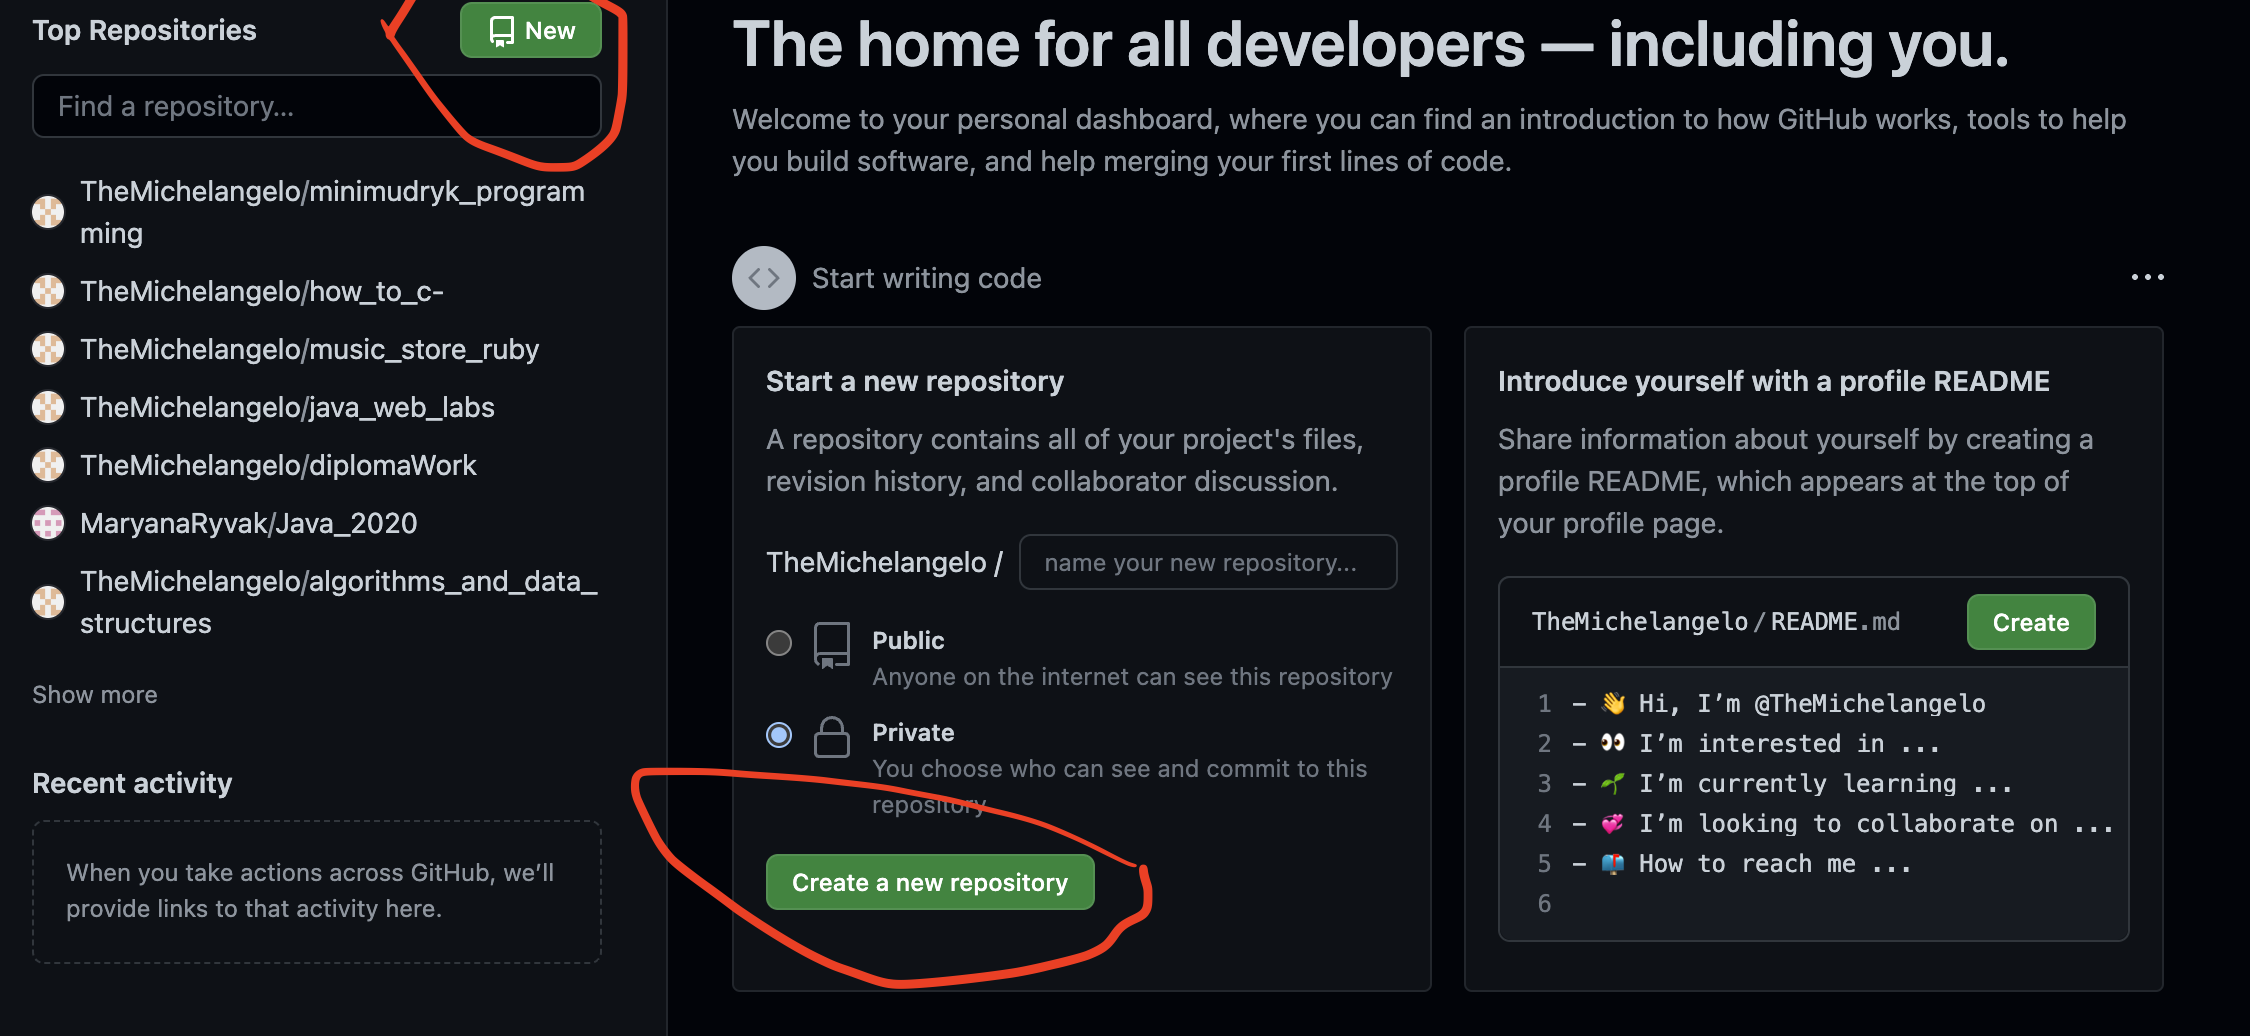 Top Repositories
New
Find a repository...
TheMichelangelo/minimudryk_program
ming
TheMichelangelo/how_to_c-
TheMichelangelo/music_store_ruby
TheMichelangelo/java_web_labs
TheMichelangelo/diplomaWork
MaryanaRyvak/Java_2020
TheMichelangelo/algorithms_and_data_
structures
Show more
Recent activity
When you take actions across GitHub, we’ll
provide links to that activity here.
The home for all developers — including you.
Welcome to your personal dashboard, where you can find an introduction to how GitHub works, tools to help
you build software, and help merging your first lines of code.
Start writing code
Start a new repository
A repository contains all of your project's files,
revision history, and collaborator discussion.
TheMichelangelo / name your new repository...
Public
Anyone on the internet can see this repository
Private
You choose who can see and commit to this
repository
Create a new repository
Introduce yourself with a profile README
Share information about yourself by creating a
profile README, which appears at the top of
your profile page.
TheMichelangelo / README.md
Create
1 - 👋 Hi, I’m @TheMichelangelo
2 - 👀 I’m interested in ...
3 - 🌱 I’m currently learning ...
4 - 💞️ I’m looking to collaborate on ...
5 - 📫 How to reach me ...
6